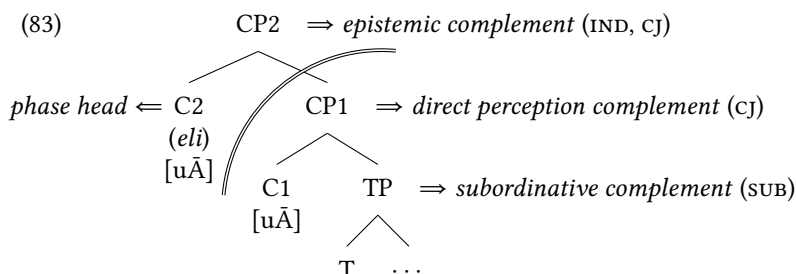 (83) CP2 ⇒ epistemic complement (IND, CJ)
phase head ⇐ C2 CP1 ⇒ direct perception complement (CJ)
(eli)
[uĀ]
C1 TP ⇒ subordinative complement (SUB)
[uĀ]
T ...